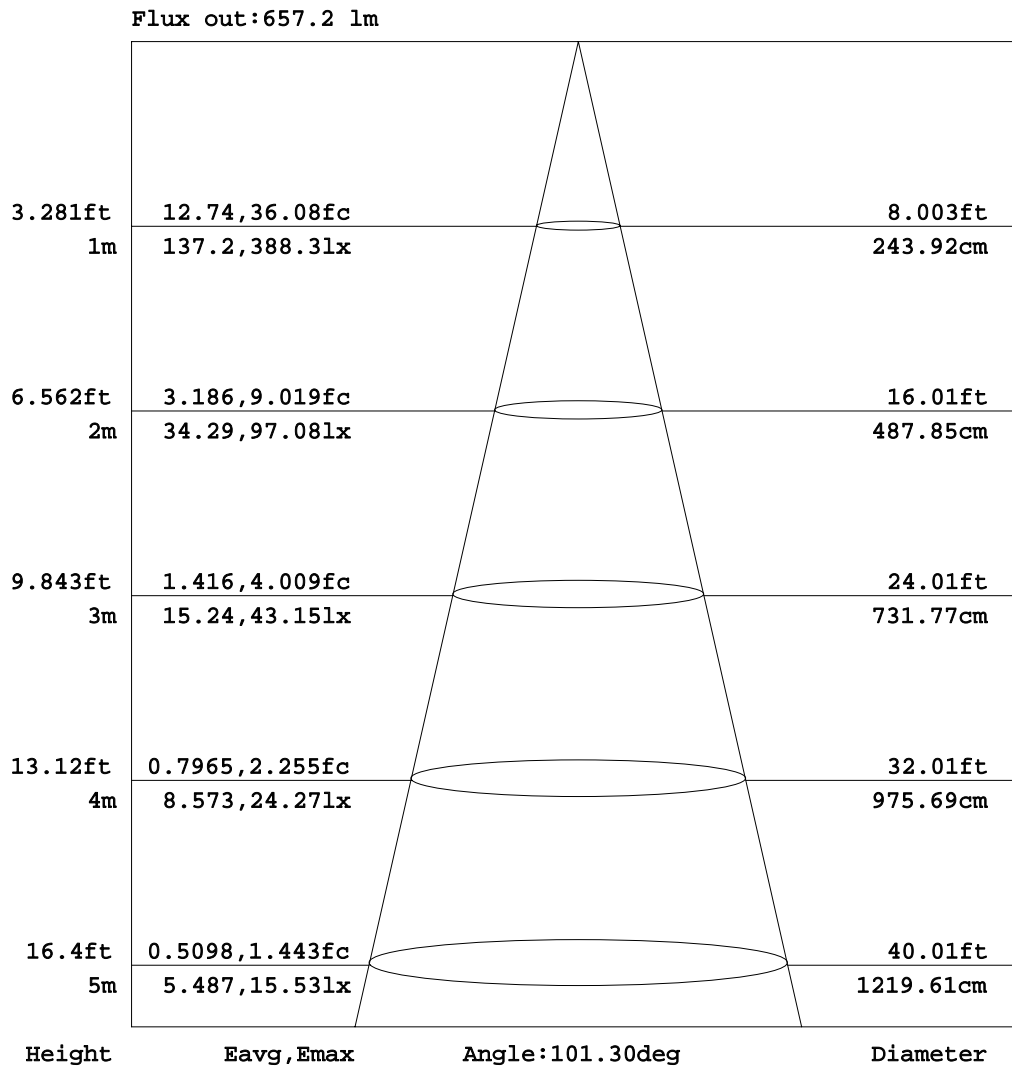 Flux out:657.2 lm
3.281ft 12.74,36.08fc 8.003ft
1m 137.2,388.3lx 243.92cm
6.562ft 3.186,9.019fc 16.01ft
2m 34.29,97.08lx 487.85cm
9.843ft 1.416,4.009fc 24.01ft
3m 15.24,43.15lx 731.77cm
13.12ft 0.7965,2.255fc 32.01ft
4m 8.573,24.27lx 975.69cm
16.4ft 0.5098,1.443fc 40.01ft
5m 5.487,15.53lx 1219.61cm
Height Eavg,Emax Angle:101.30deg Diameter